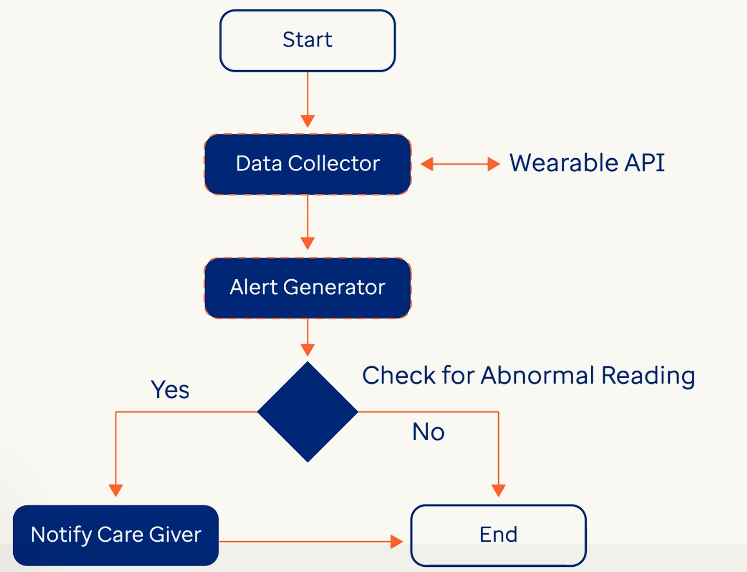 Start
Data Collector
Wearable API
Alert Generator
Check for Abnormal Reading
Yes
No
Notify Care Giver
End